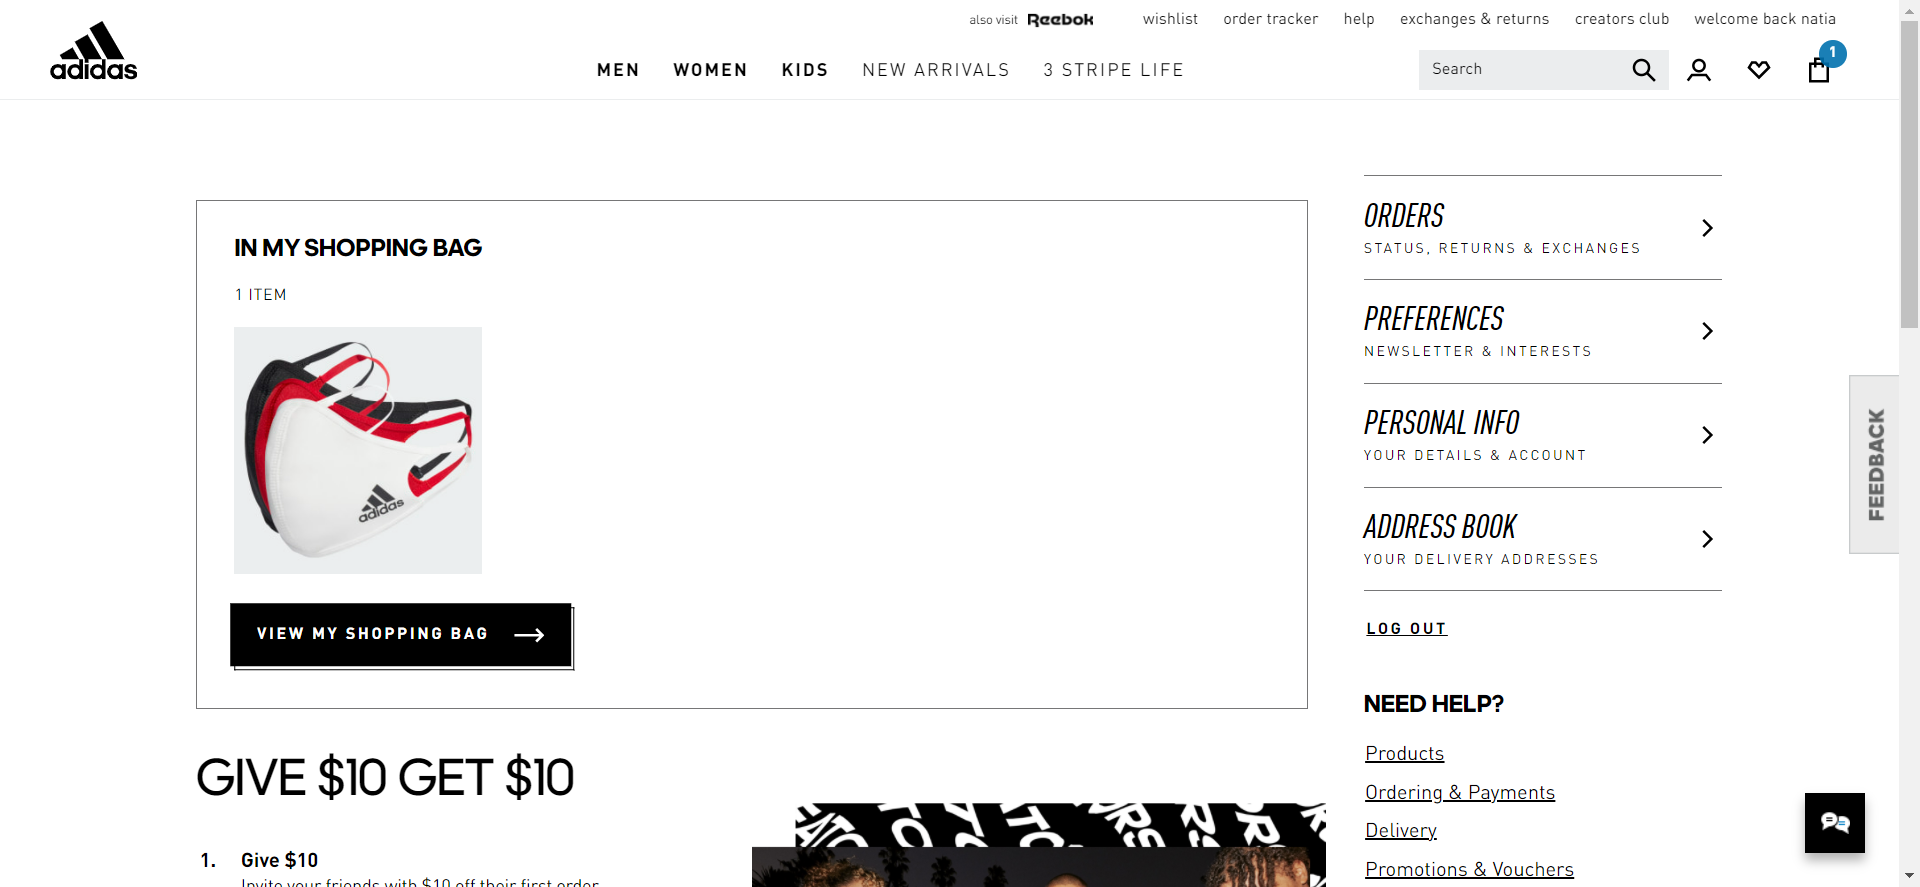 also visit Reebok wishlist order tracker help exchanges & returns creators club welcome back natia
adidas
MEN WOMEN KIDS NEW ARRIVALS 3 STRIPE LIFE
Search
1
IN MY SHOPPING BAG
1 ITEM
adidas
VIEW MY SHOPPING BAG
GIVE $10 GET $10
1. Give $10
Invite your friends with $10 off their first order
ORDERS
STATUS, RETURNS & EXCHANGES
PREFERENCES
NEWSLETTER & INTERESTS
PERSONAL INFO
YOUR DETAILS & ACCOUNT
ADDRESS BOOK
YOUR DELIVERY ADDRESSES
LOG OUT
NEED HELP?
Products
Ordering & Payments
Delivery
Promotions & Vouchers
FEEDBACK